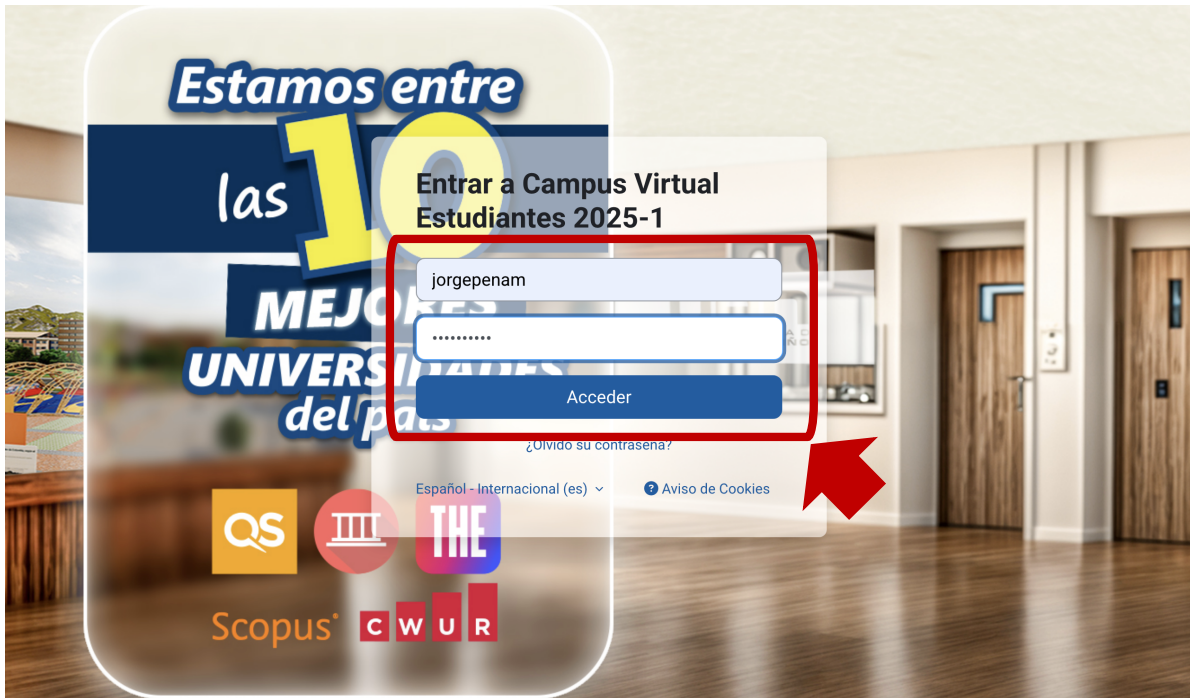 Estamos entre
las 10
MEJORES
UNIVERSIDADES
del país
Entrar a Campus Virtual
Estudiantes 2025-1
jorgepenam
••••••••••
Acceder
¿Olvidó su contraseña?
Español - Internacional (es)
Aviso de Cookies
QS
THE
Scopus®
CWUR